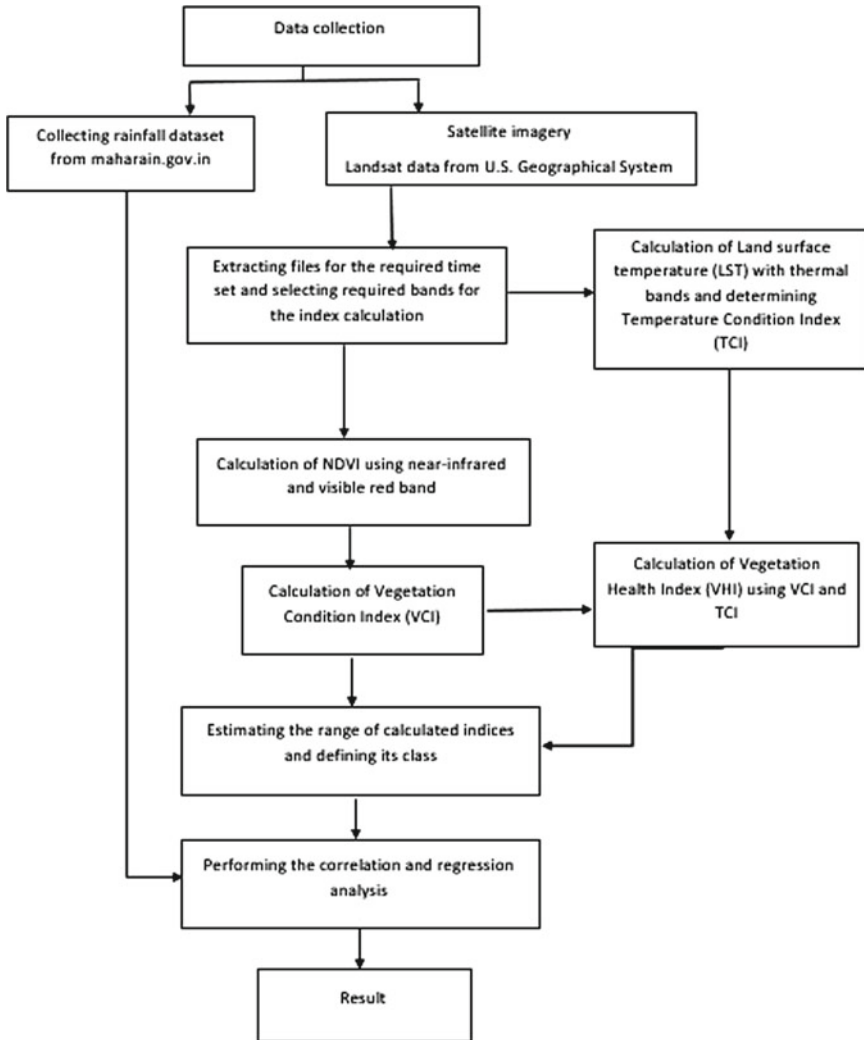 Data collection
Collecting rainfall dataset
from maharain.gov.in
Satellite imagery
Landsat data from U.S. Geographical System
Extracting files for the required time
set and selecting required bands for
the index calculation
Calculation of Land surface
temperature (LST) with thermal
bands and determining
Temperature Condition Index
(TCI)
Calculation of NDVI using near-infrared
and visible red band
Calculation of Vegetation
Condition Index (VCI)
Calculation of Vegetation
Health Index (VHI) using VCI and
TCI
Estimating the range of calculated indices
and defining its class
Performing the correlation and regression
analysis
Result